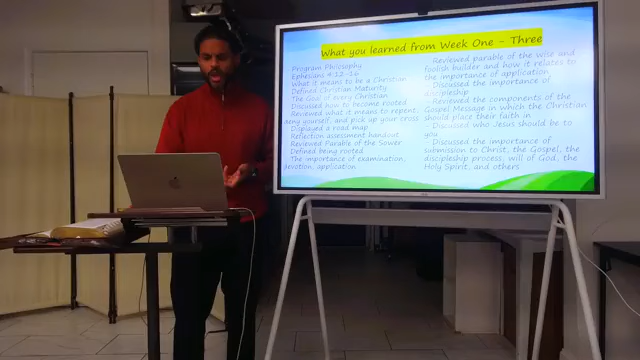 What you learned from Week One - Three
Program Philosophy
Ephesians 4:13-16
What it means to be a Christian
Defined Christian Maturity
The Goal of every Christian
Discussed how to become rooted
Reviewed what it means to repent,
deny yourself, and pick up your cross
Displayed a road map
Reflection assessment handout
Reviewed Parable of the Sower
Defined being rooted
The importance of examination,
devotion, application
- Reviewed parable of the wise and
foolish builder and how it relates to
the importance of application
- Discussed the importance of
discipleship
- Reviewed the components of the
Gospel Message in which the Christian
should place their faith in
- Discussed who Jesus should be to
you
- Discussed the importance of
submission to Christ, the Gospel, the
discipleship process, will of God, the
Holy Spirit, and others